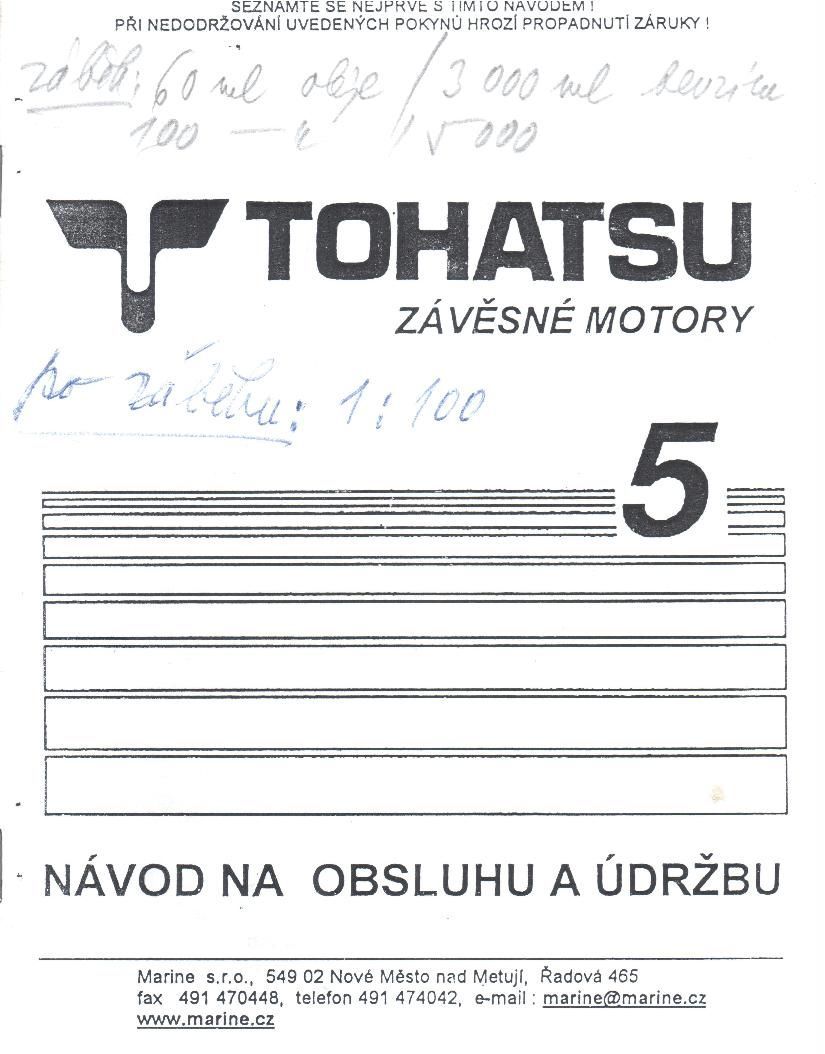 SEZNAMTE SE NEJPRVE S TÍMTO NÁVODEM !
PŘI NEDODRŽOVÁNÍ UVEDENÝCH POKYNŮ HROZÍ PROPADNUTÍ ZÁRUKY !
záběh: 60 ml oleje / 3 000 ml benzínu
100 — " / 5 000
TOHATSU
ZÁVĚSNÉ MOTORY
po záběhu: 1 : 100
5
NÁVOD NA OBSLUHU A ÚDRŽBU
Marine s.r.o., 549 02 Nové Město nad Metují, Řadová 465
fax 491 470448, telefon 491 474042, e-mail : marine@marine.cz
www.marine.cz